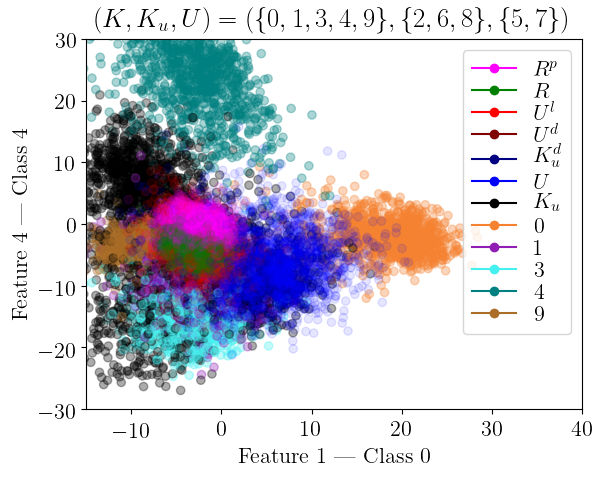 (K, K_u, U) = ({0, 1, 3, 4, 9}, {2, 6, 8}, {5, 7})
30
20
10
0
−10
−20
−30
Feature 4 — Class 4
R^p
R
U^l
U^d
K_u^d
U
K_u
0
1
3
4
9
−10
0
10
20
30
40
Feature 1 — Class 0